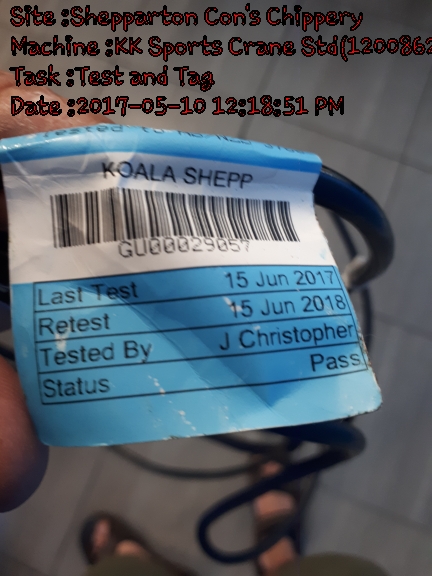 Site :Shepparton Con's Chippery
Machine :KK Sports Crane Std(1200862
Task :Test and Tag
Date :2017-05-10 12:18:51 PM
KOALA SHEPP
GU00029057
Last Test 15 Jun 2017
Retest 15 Jun 2018
Tested By J Christopher
Status Pass